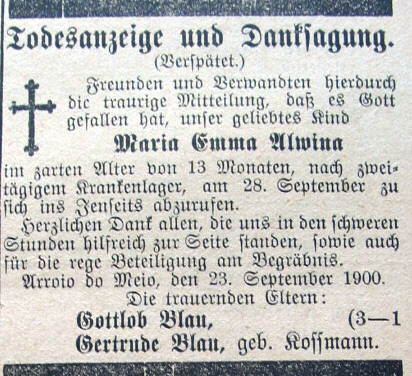 Todesanzeige und Danksagung.
(Verspätet.)
Freunden und Verwandten hierdurch
die traurige Mitteilung, daß es Gott
gefallen hat, unser geliebtes Kind
Maria Emma Alwina
im zarten Alter von 13 Monaten, nach zwei-
tägigem Krankenlager, am 28. September zu
sich ins Jenseits abzurufen.
Herzlichen Dank allen, die uns in den schweren
Stunden hilfreich zur Seite standen, sowie auch
für die rege Beteiligung am Begräbnis.
Arroio do Meio, den 23. September 1900.
Die trauernden Eltern:
Gottlob Blau, (3—1
Gertrude Blau, geb. Kossmann.